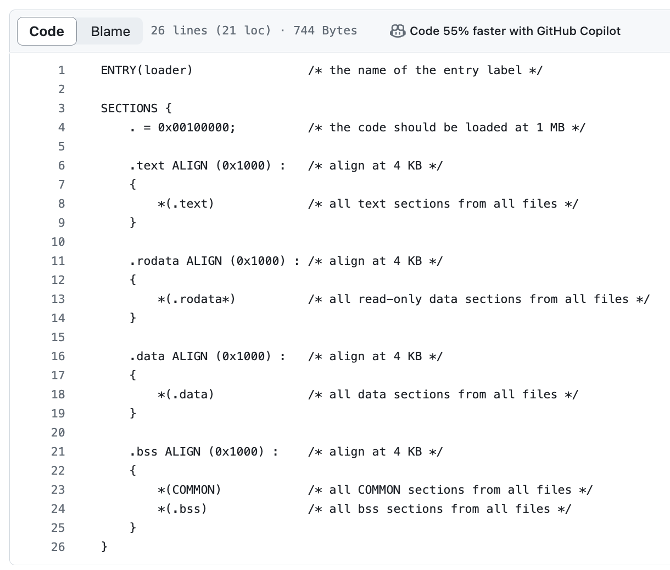 Code Blame 26 lines (21 loc) · 744 Bytes Code 55% faster with GitHub Copilot
1 ENTRY(loader) /* the name of the entry label */
2
3 SECTIONS {
4 . = 0x00100000; /* the code should be loaded at 1 MB */
5
6 .text ALIGN (0x1000) : /* align at 4 KB */
7 {
8 *(.text) /* all text sections from all files */
9 }
10
11 .rodata ALIGN (0x1000) : /* align at 4 KB */
12 {
13 *(.rodata*) /* all read-only data sections from all files */
14 }
15
16 .data ALIGN (0x1000) : /* align at 4 KB */
17 {
18 *(.data) /* all data sections from all files */
19 }
20
21 .bss ALIGN (0x1000) : /* align at 4 KB */
22 {
23 *(COMMON) /* all COMMON sections from all files */
24 *(.bss) /* all bss sections from all files */
25 }
26 }